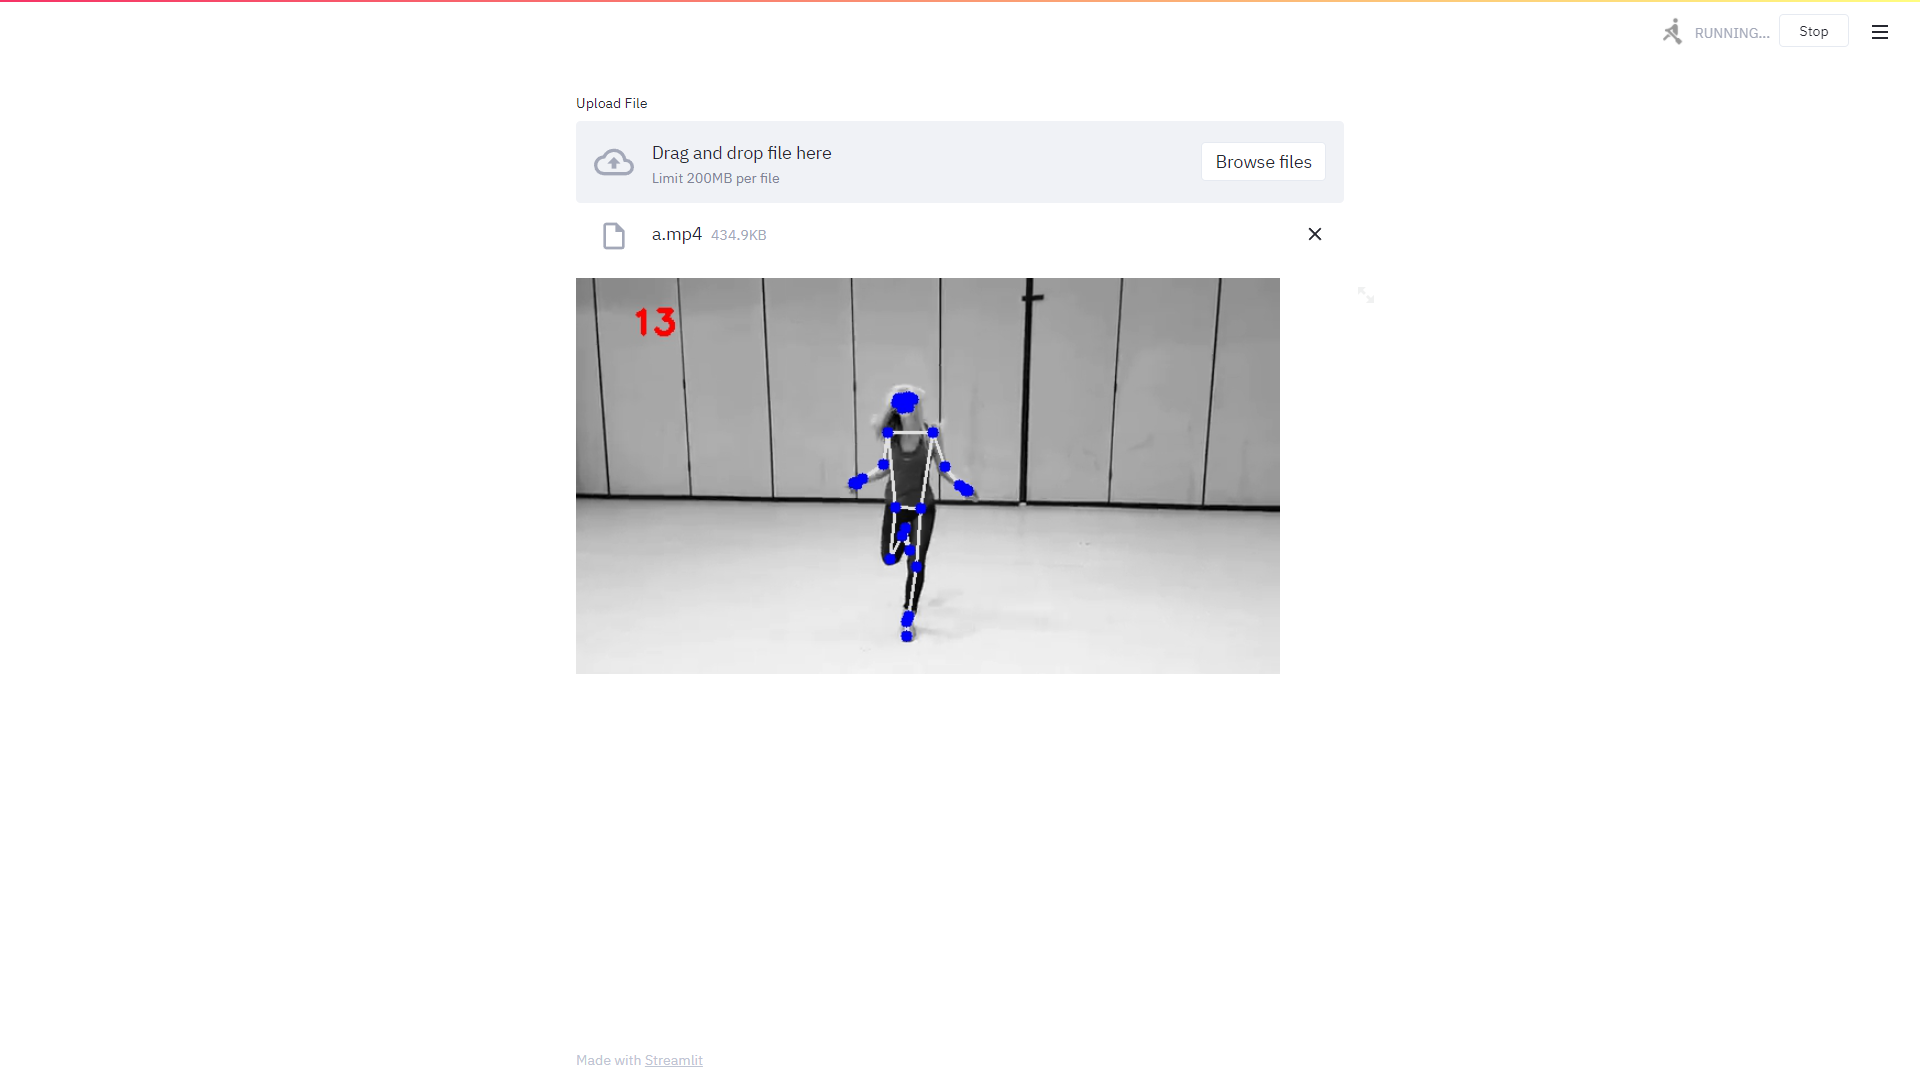 RUNNING...
Stop
Upload File
Drag and drop file here
Limit 200MB per file
Browse files
a.mp4 434.9KB
13
Made with Streamlit